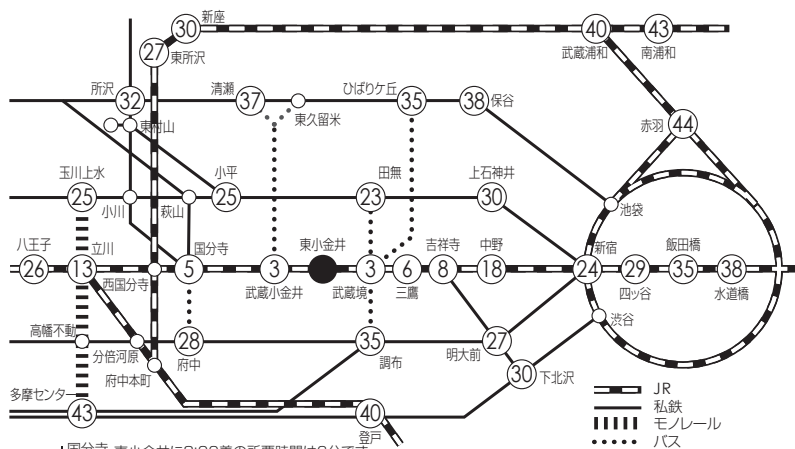 30 新座
40 武蔵浦和
43 南浦和
27 東所沢
所沢 32
清瀬 37
東久留米
ひばりケ丘 35
38 保谷
赤羽 44
東村山
玉川上水 25
小川
萩山
小平 25
田無 23
上石神井 30
池袋
八王子 26
立川 13
西国分寺
国分寺 5
3 武蔵小金井
東小金井
3 武蔵境
6 三鷹
吉祥寺 8
中野 18
新宿 24
29 四ッ谷
飯田橋 35
38 水道橋
高幡不動
分倍河原
府中本町
28 府中
35 調布
明大前 27
30 下北沢
渋谷
多摩センター 43
40 登戸
JR
私鉄
モノレール
バス